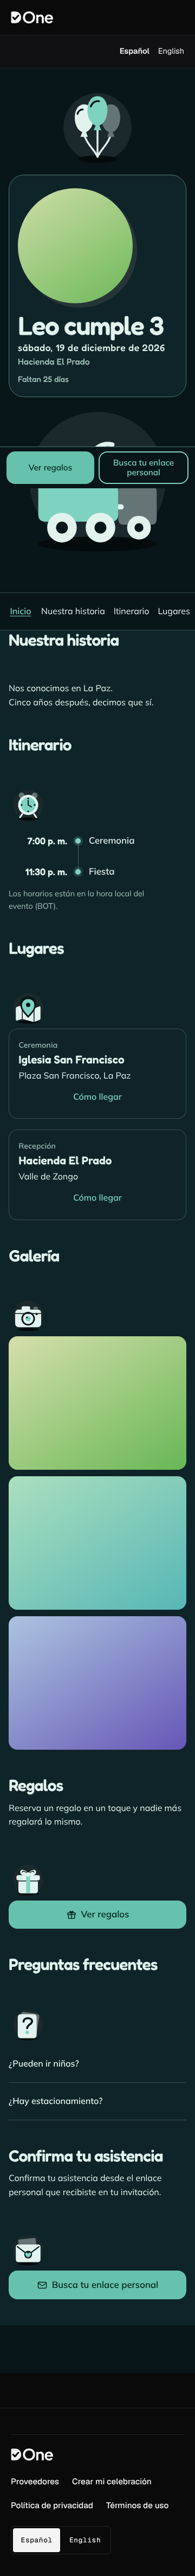 One
Español English
Leo cumple 3
sábado, 19 de diciembre de 2026
Hacienda El Prado
Faltan 25 días
Ver regalos
Busca tu enlace
personal
Inicio Nuestra historia Itinerario Lugares
Nuestra historia
Nos conocimos en La Paz.
Cinco años después, decimos que sí.
Itinerario
7:00 p. m. Ceremonia
11:30 p. m. Fiesta
Los horarios están en la hora local del
evento (BOT).
Lugares
Ceremonia
Iglesia San Francisco
Plaza San Francisco, La Paz
Cómo llegar
Recepción
Hacienda El Prado
Valle de Zongo
Cómo llegar
Galería
Regalos
Reserva un regalo en un toque y nadie más
regalará lo mismo.
Ver regalos
Preguntas frecuentes
¿Pueden ir niños?
¿Hay estacionamiento?
Confirma tu asistencia
Confirma tu asistencia desde el enlace
personal que recibiste en tu invitación.
Busca tu enlace personal
One
Proveedores Crear mi celebración
Política de privacidad Términos de uso
Español English